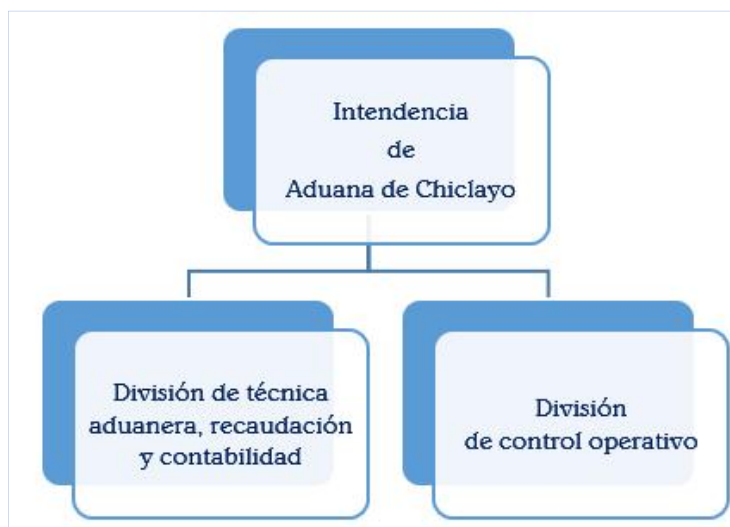 Intendencia
de
Aduana de Chiclayo
División de técnica
aduanera, recaudación
y contabilidad
División
de control operativo